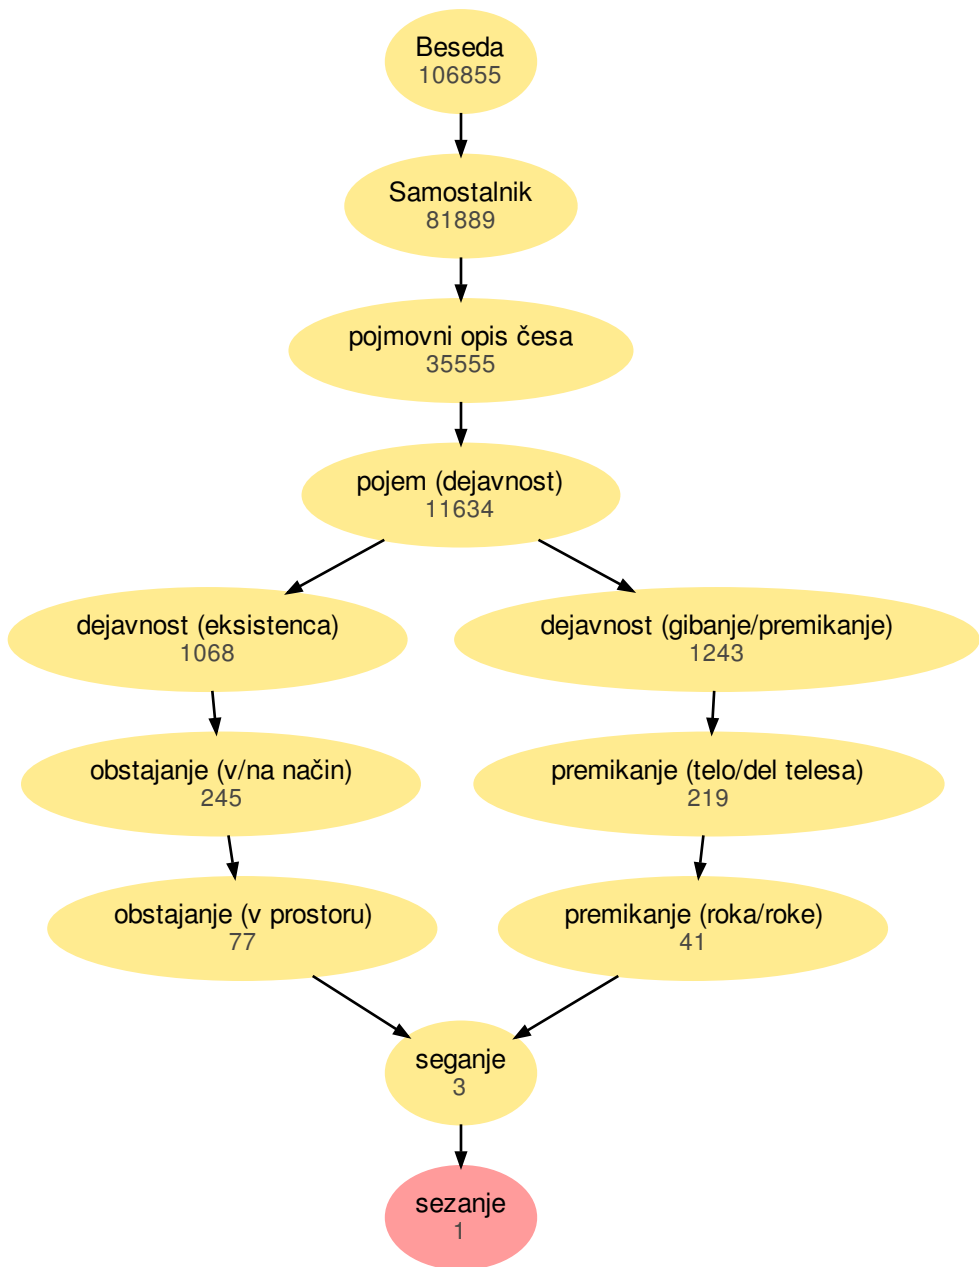 Beseda
106855
Samostalnik
81889
pojmovni opis česa
35555
pojem (dejavnost)
11634
dejavnost (eksistenca)
1068
dejavnost (gibanje/premikanje)
1243
obstajanje (v/na način)
245
premikanje (telo/del telesa)
219
obstajanje (v prostoru)
77
premikanje (roka/roke)
41
seganje
3
sezanje
1